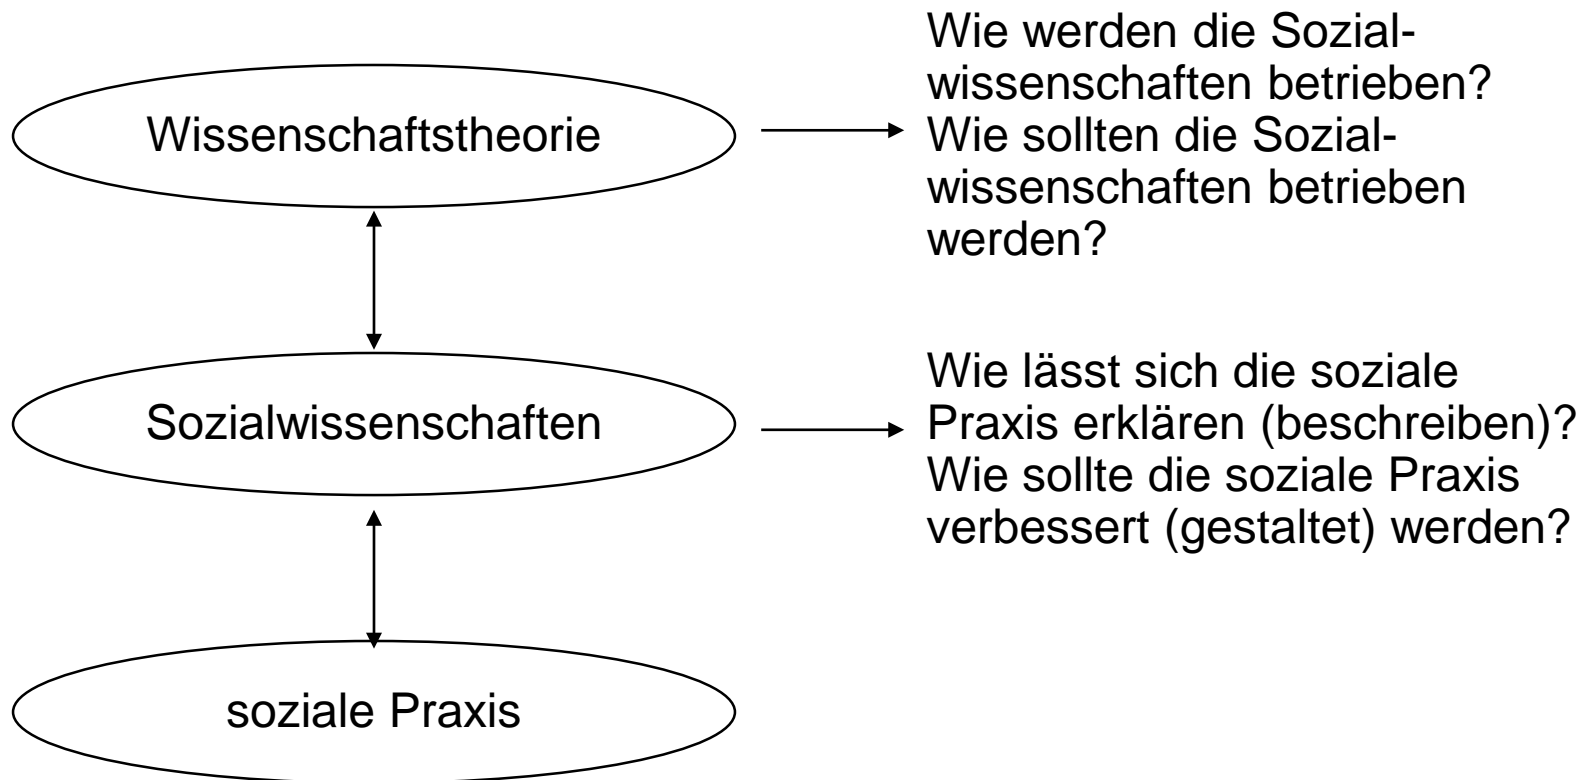 Wissenschaftstheorie
Wie werden die Sozial-
wissenschaften betrieben?
Wie sollten die Sozial-
wissenschaften betrieben
werden?
Sozialwissenschaften
Wie lässt sich die soziale
Praxis erklären (beschreiben)?
Wie sollte die soziale Praxis
verbessert (gestaltet) werden?
soziale Praxis